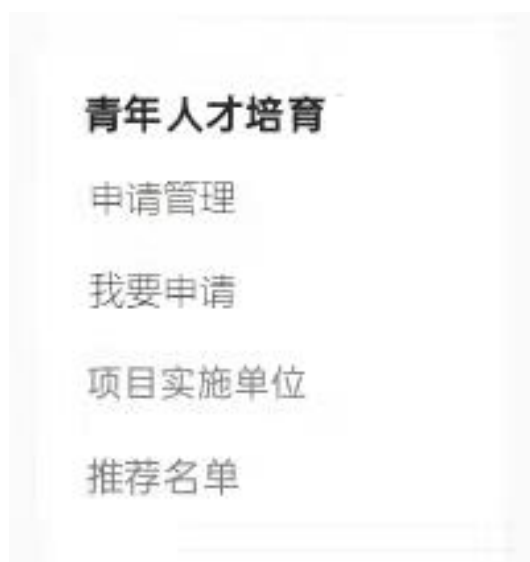 青年人才培育
申请管理
我要申请
项目实施单位
推荐名单